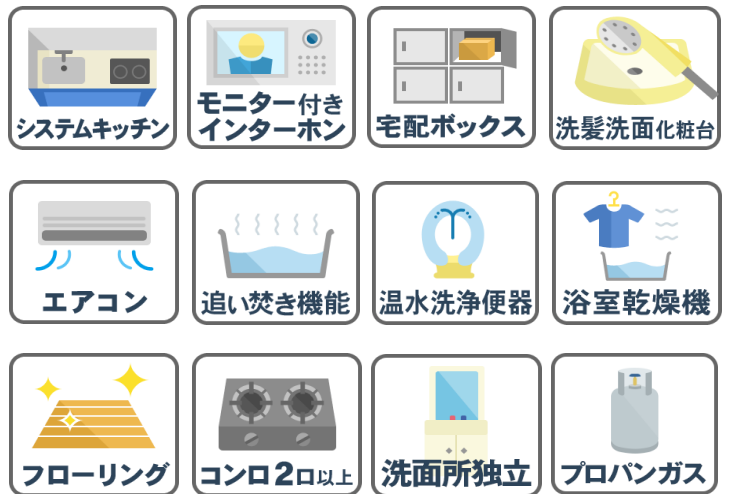 システムキッチン
モニター付き
インターホン
宅配ボックス
洗髪洗面化粧台
エアコン
追い焚き機能
温水洗浄便器
浴室乾燥機
フローリング
コンロ2口以上
洗面所独立
プロパンガス